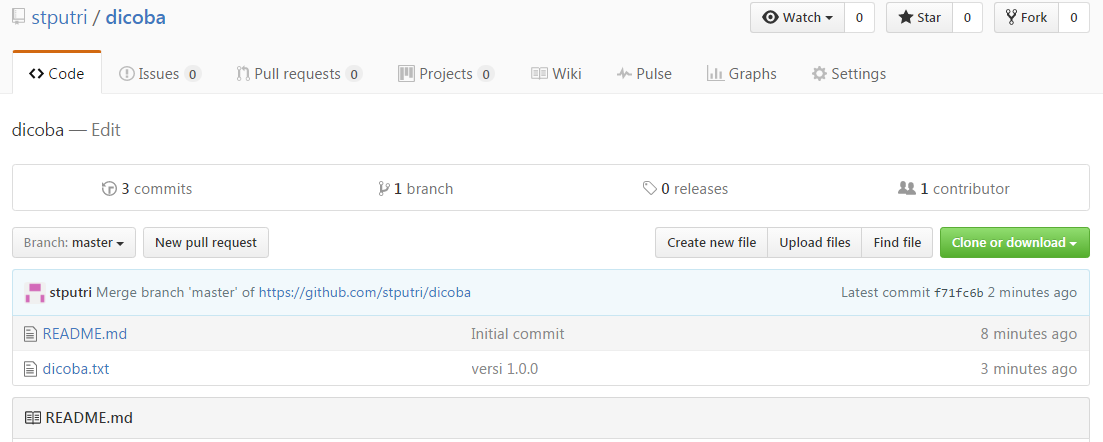 stputri / dicoba Watch 0 Star 0 Fork 0
Code Issues 0 Pull requests 0 Projects 0 Wiki Pulse Graphs Settings
dicoba — Edit
3 commits 1 branch 0 releases 1 contributor
Branch: master New pull request Create new file Upload files Find file Clone or download
stputri Merge branch 'master' of https://github.com/stputri/dicoba Latest commit f71fc6b 2 minutes ago
README.md Initial commit 8 minutes ago
dicoba.txt versi 1.0.0 3 minutes ago
README.md